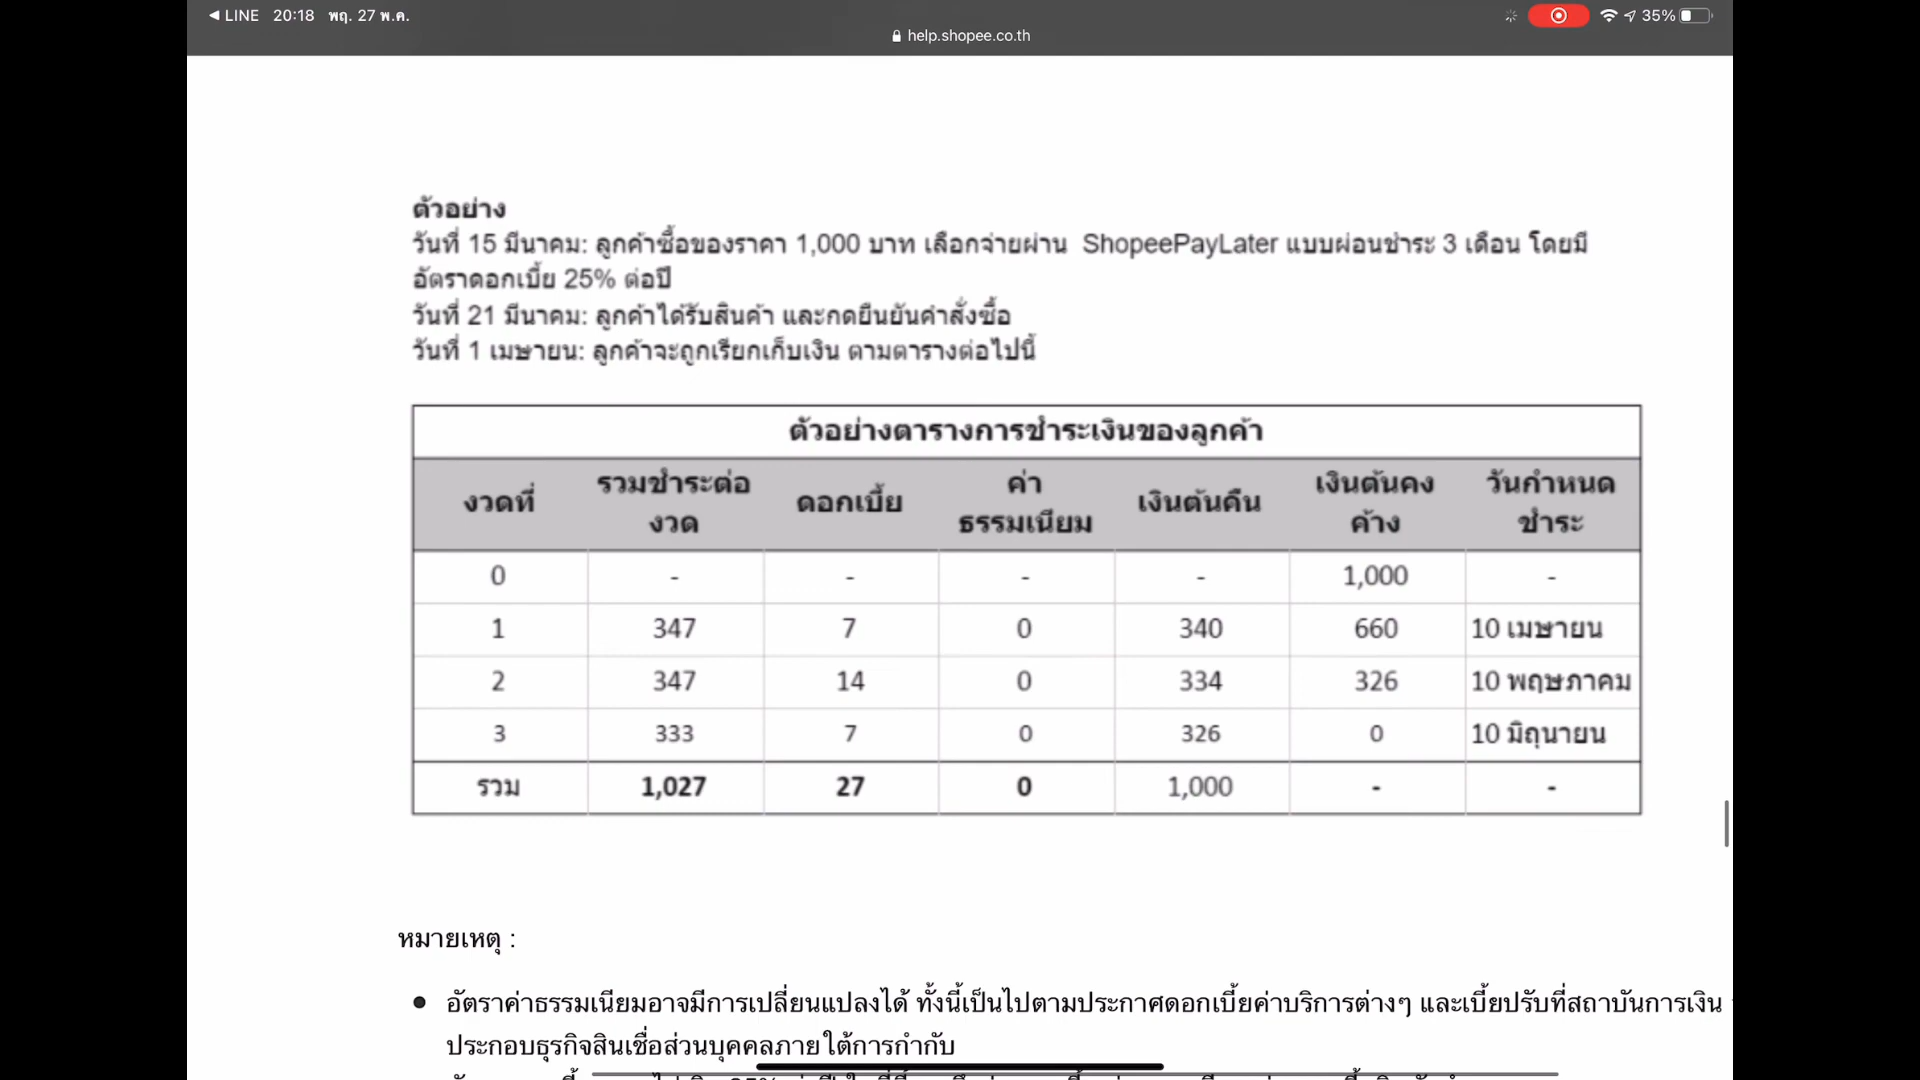 LINE 20:18 พฤ. 27 พ.ค. 35%
help.shopee.co.th
ตัวอย่าง
วันที่ 15 มีนาคม: ลูกค้าซื้อของราคา 1,000 บาท เลือกจ่ายผ่าน ShopeePayLater แบบผ่อนชำระ 3 เดือน โดยมี
อัตราดอกเบี้ย 25% ต่อปี
วันที่ 21 มีนาคม: ลูกค้าได้รับสินค้า และกดยืนยันคำสั่งซื้อ
วันที่ 1 เมษายน: ลูกค้าจะถูกเรียกเก็บเงิน ตามตารางต่อไปนี้
ตัวอย่างตารางการชำระเงินของลูกค้า
งวดที่ รวมชำระต่องวด ดอกเบี้ย ค่าธรรมเนียม เงินต้นคืน เงินต้นคงค้าง วันกำหนดชำระ
0 - - - - 1,000 -
1 347 7 0 340 660 10 เมษายน
2 347 14 0 334 326 10 พฤษภาคม
3 333 7 0 326 0 10 มิถุนายน
รวม 1,027 27 0 1,000 - -
หมายเหตุ :
อัตราค่าธรรมเนียมอาจมีการเปลี่ยนแปลงได้ ทั้งนี้เป็นไปตามประกาศดอกเบี้ยค่าบริการต่างๆ และเบี้ยปรับที่สถาบันการเงิน
ประกอบธุรกิจสินเชื่อส่วนบุคคลภายใต้การกำกับ